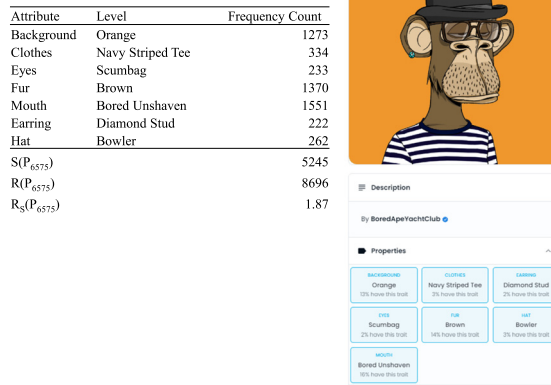 Attribute Level Frequency Count
Background Orange 1273
Clothes Navy Striped Tee 334
Eyes Scumbag 233
Fur Brown 1370
Mouth Bored Unshaven 1551
Earring Diamond Stud 222
Hat Bowler 262
S(P6575) 5245
R(P6575) 8696
RS(P6575) 1.87
Description
By BoredApeYachtClub
Properties
BACKGROUND
Orange
13% have this trait
CLOTHES
Navy Striped Tee
3% have this trait
EARRING
Diamond Stud
2% have this trait
EYES
Scumbag
2% have this trait
FUR
Brown
14% have this trait
HAT
Bowler
3% have this trait
MOUTH
Bored Unshaven
16% have this trait